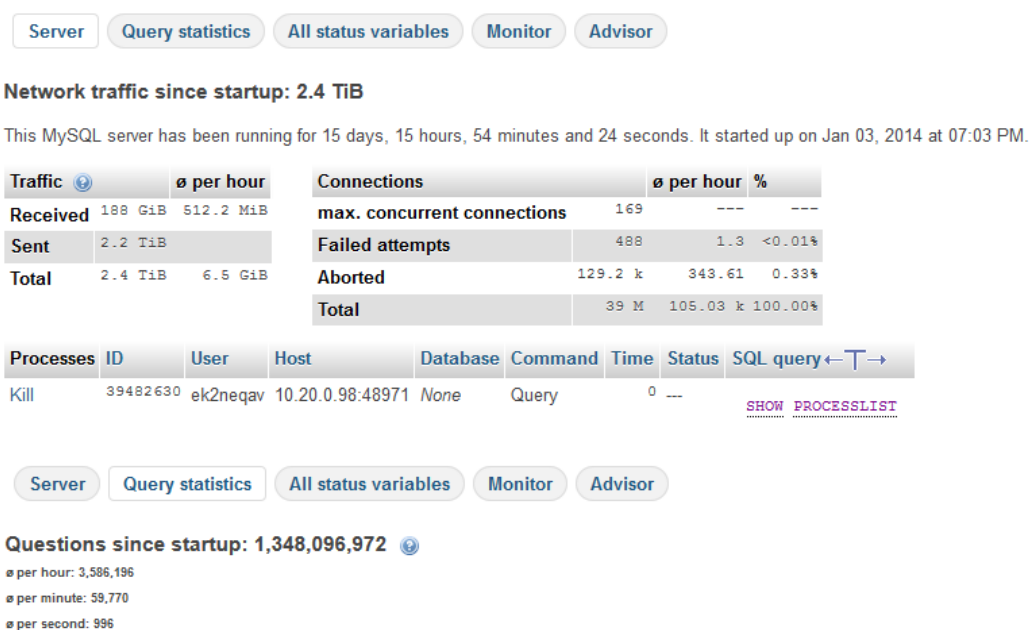 Server Query statistics All status variables Monitor Advisor
Network traffic since startup: 2.4 TiB
This MySQL server has been running for 15 days, 15 hours, 54 minutes and 24 seconds. It started up on Jan 03, 2014 at 07:03 PM.
Traffic ø per hour
Received 188 GiB 512.2 MiB
Sent 2.2 TiB
Total 2.4 TiB 6.5 GiB
Connections ø per hour %
max. concurrent connections 169 --- ---
Failed attempts 488 1.3 <0.01%
Aborted 129.2 k 343.61 0.33%
Total 39 M 105.03 k 100.00%
Processes ID User Host Database Command Time Status SQL query ←T→
Kill 39482630 ek2neqav 10.20.0.98:48971 None Query 0 --- SHOW PROCESSLIST
Server Query statistics All status variables Monitor Advisor
Questions since startup: 1,348,096,972
ø per hour: 3,586,196
ø per minute: 59,770
ø per second: 996